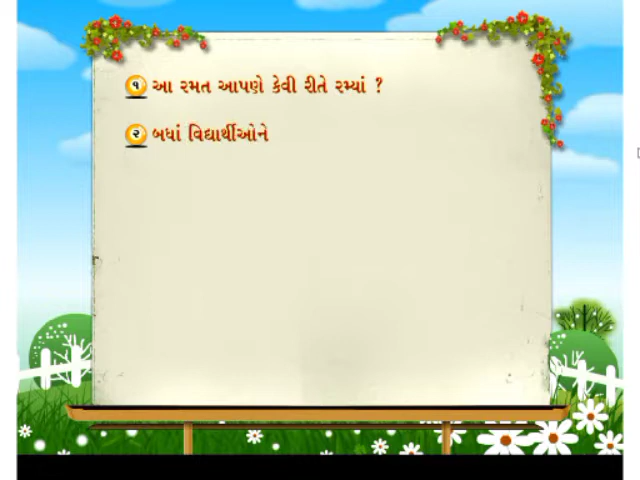 ૧ આ રમત આપણે કેવી રીતે રમ્યાં ?
૨ બધાં વિદ્યાર્થીઓને